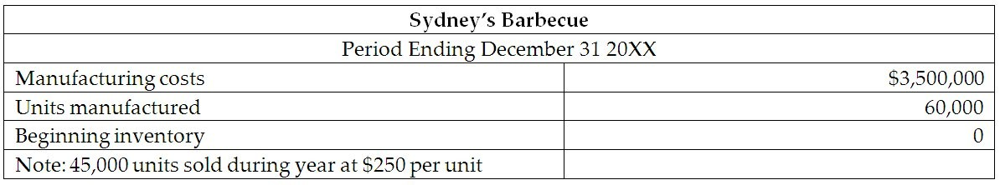 Sydney’s Barbecue
Period Ending December 31 20XX
Manufacturing costs $3,500,000
Units manufactured 60,000
Beginning inventory 0
Note: 45,000 units sold during year at $250 per unit